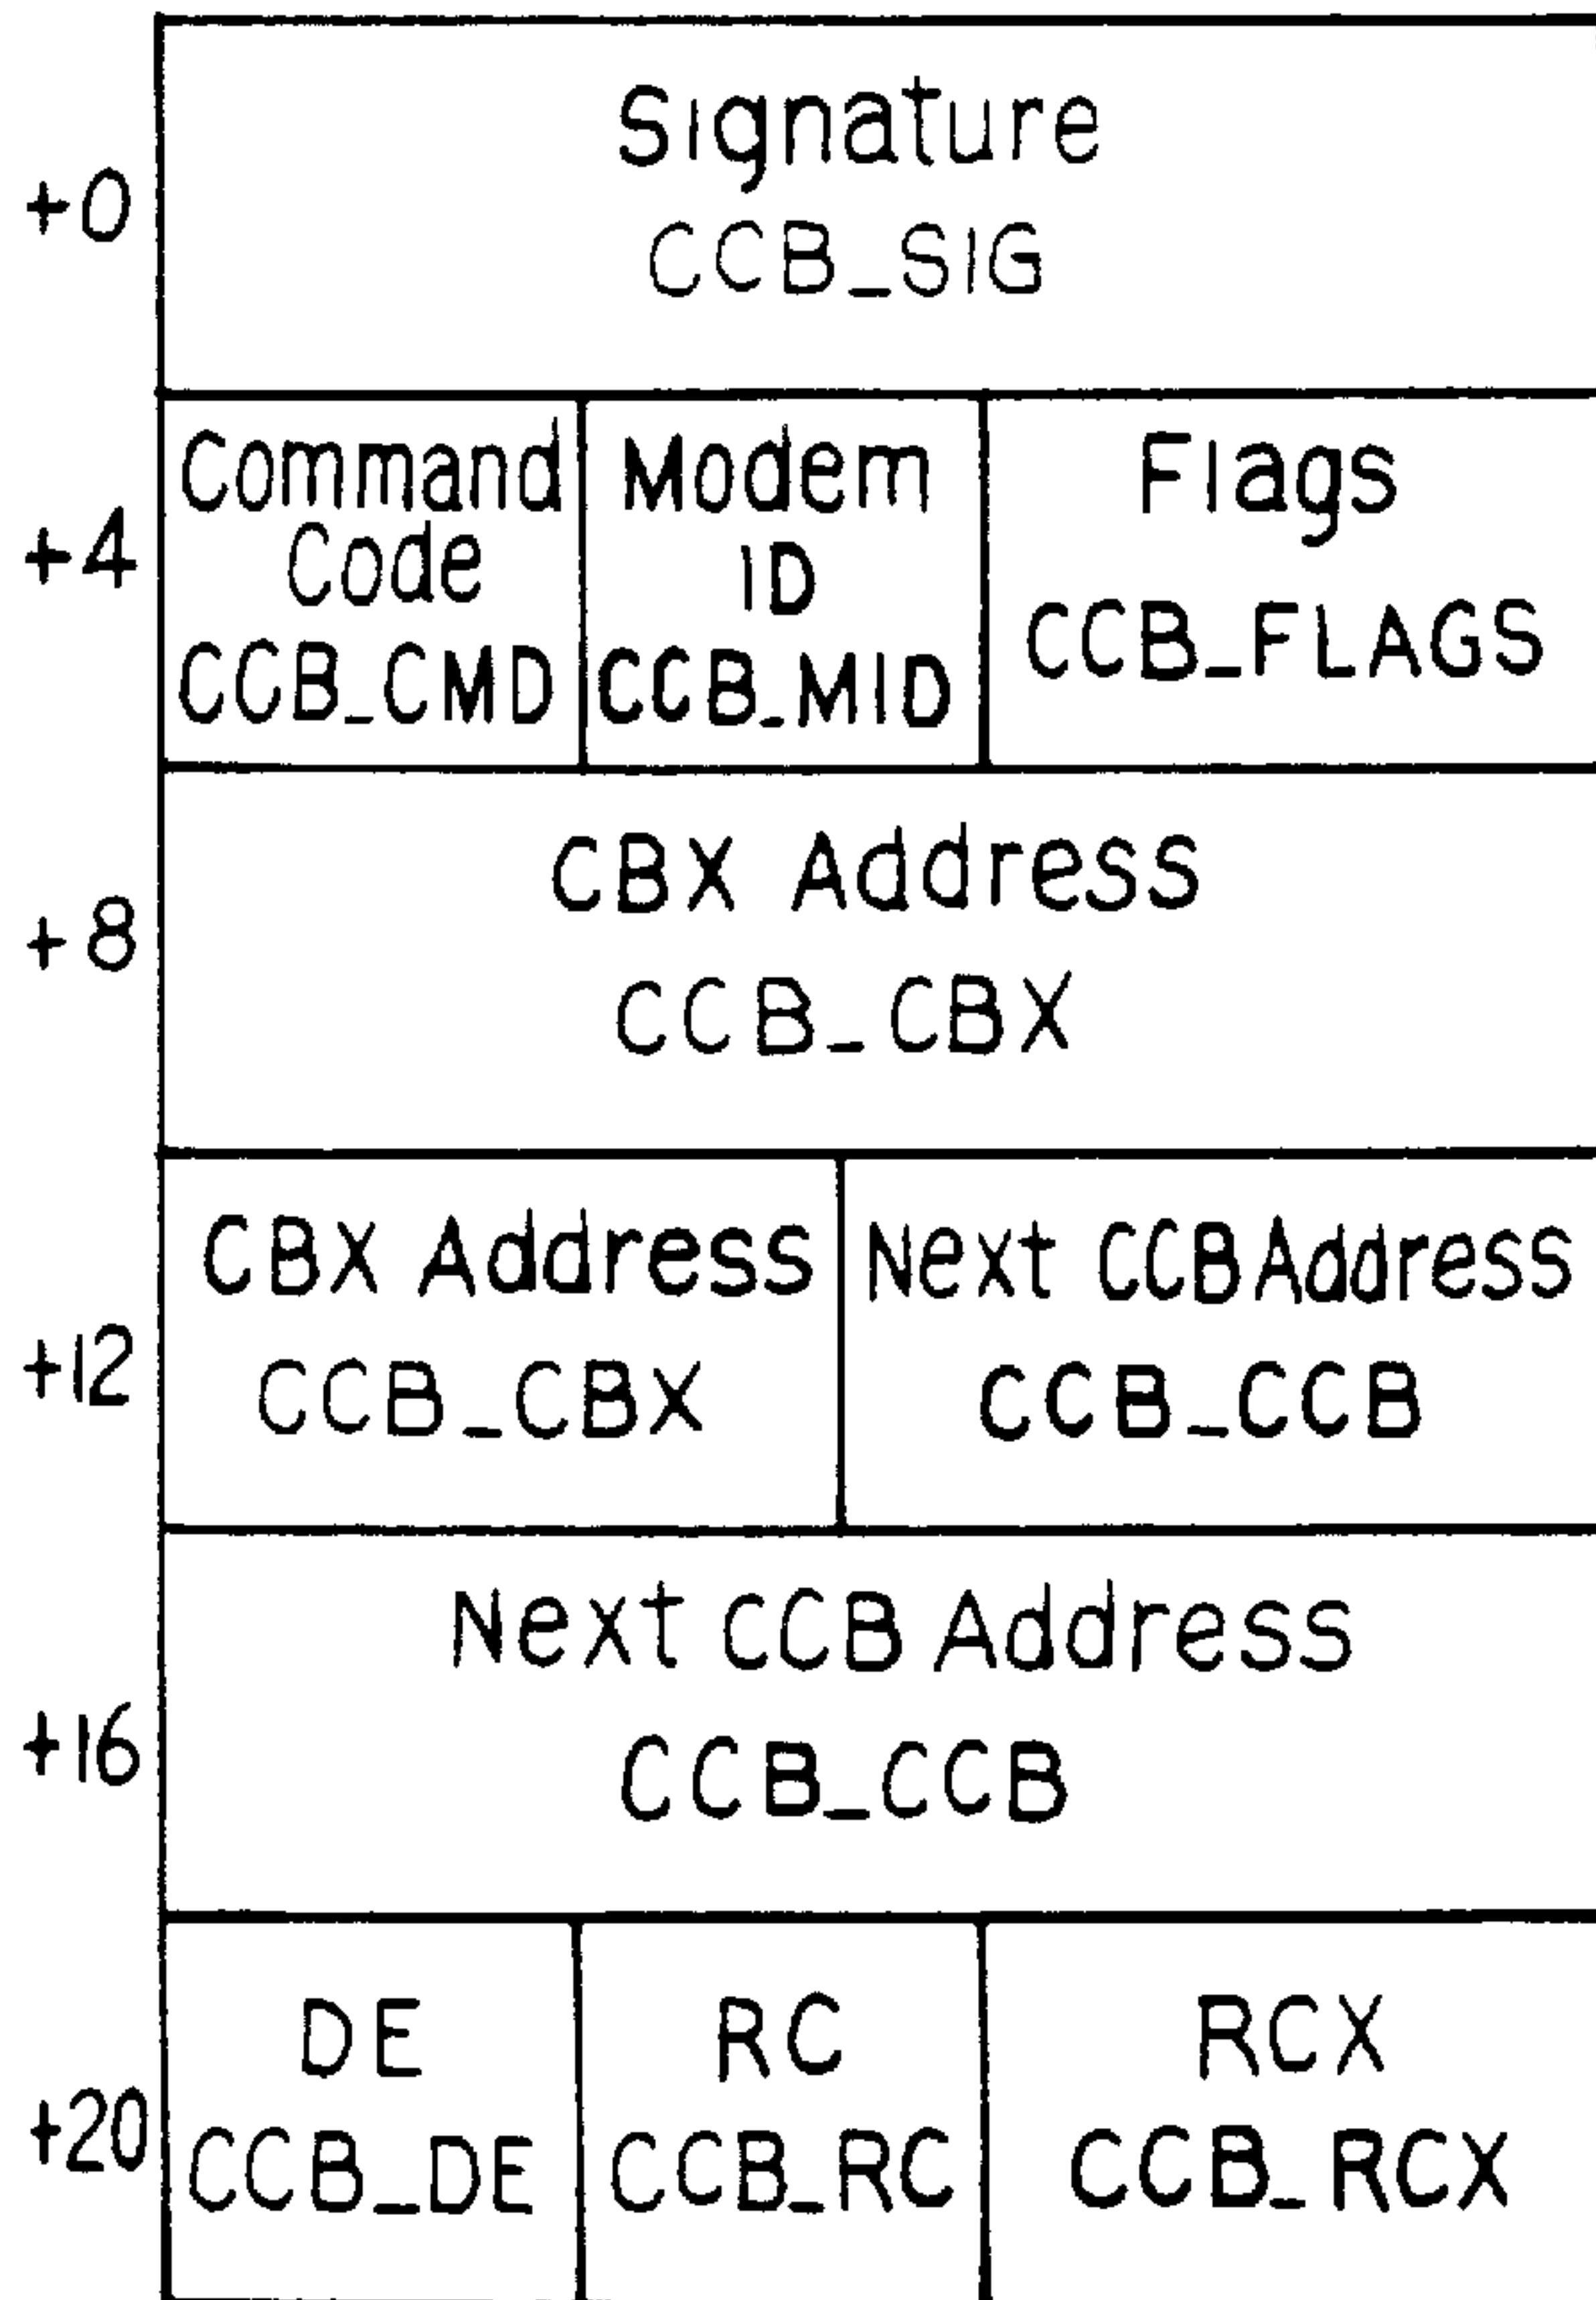 Signature
+0
CCB_SIG
Command Modem Flags
Code ID
+4
CCB_CMD CCB_MID CCB_FLAGS
CBX Address
+8
CCB_CBX
CBX Address Next CCB Address
+12
CCB_CBX CCB_CCB
Next CCB Address
+16
CCB_CCB
DE RC RCX
+20
CCB_DE CCB_RC CCB_RCX